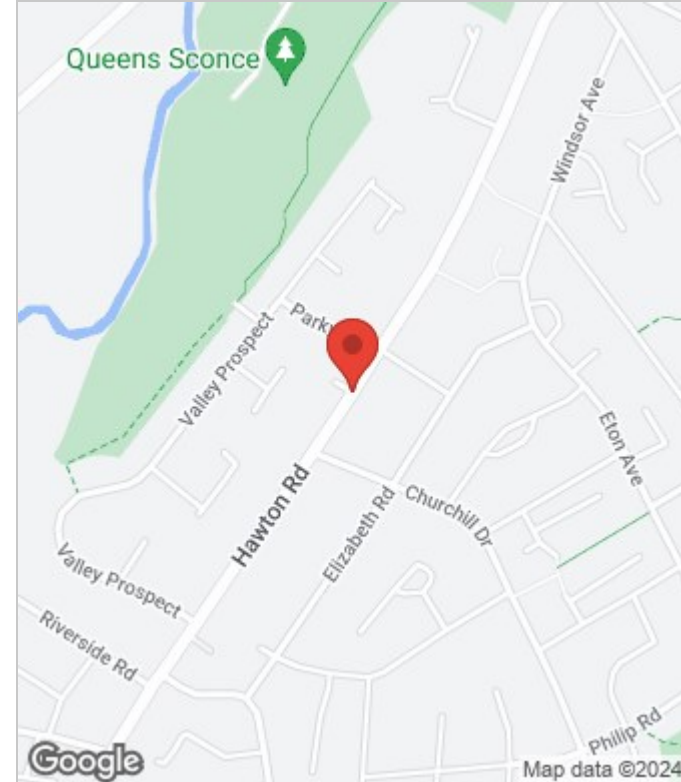 Queens Sconce
Windsor Ave
Valley Prospect
Eton Ave
Hawton Rd
Churchill Dr
Elizabeth Rd
Valley Prospect
Riverside Rd
Philip Rd
Google
Map data ©2024